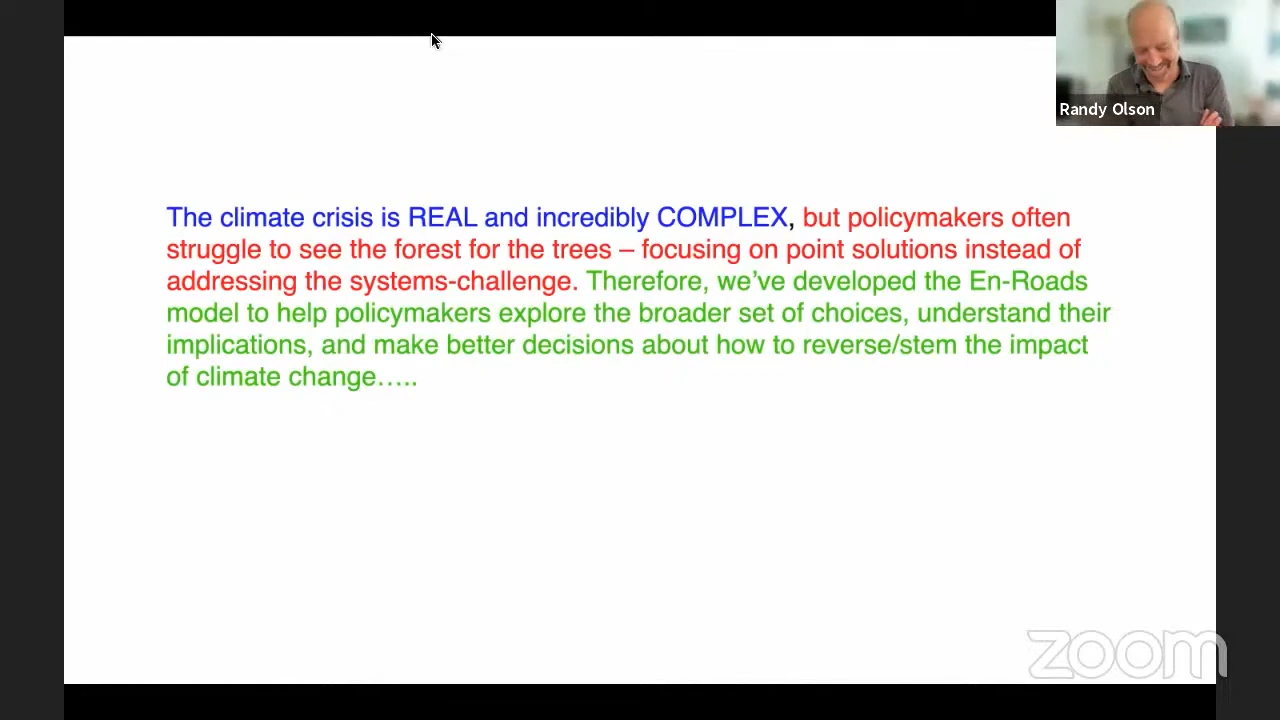 Randy Olson
The climate crisis is REAL and incredibly COMPLEX, but policymakers often
struggle to see the forest for the trees – focusing on point solutions instead of
addressing the systems-challenge. Therefore, we’ve developed the En-Roads
model to help policymakers explore the broader set of choices, understand their
implications, and make better decisions about how to reverse/stem the impact
of climate change…..
zoom